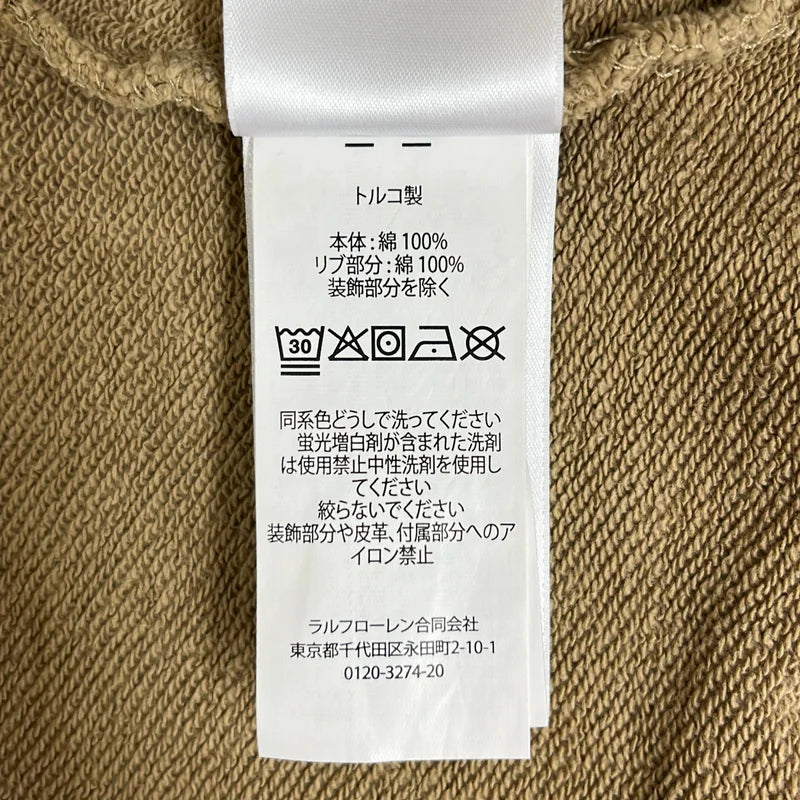 トルコ製
本体 : 綿 100%
リブ部分 : 綿 100%
装飾部分を除く
30
同系色どうしで洗ってください
蛍光増白剤が含まれた洗剤
は使用禁止中性洗剤を使用し
てください
絞らないでください
装飾部分や皮革、付属部分へのア
イロン禁止
ラルフローレン合同会社
東京都千代田区永田町2-10-1
0120-3274-20